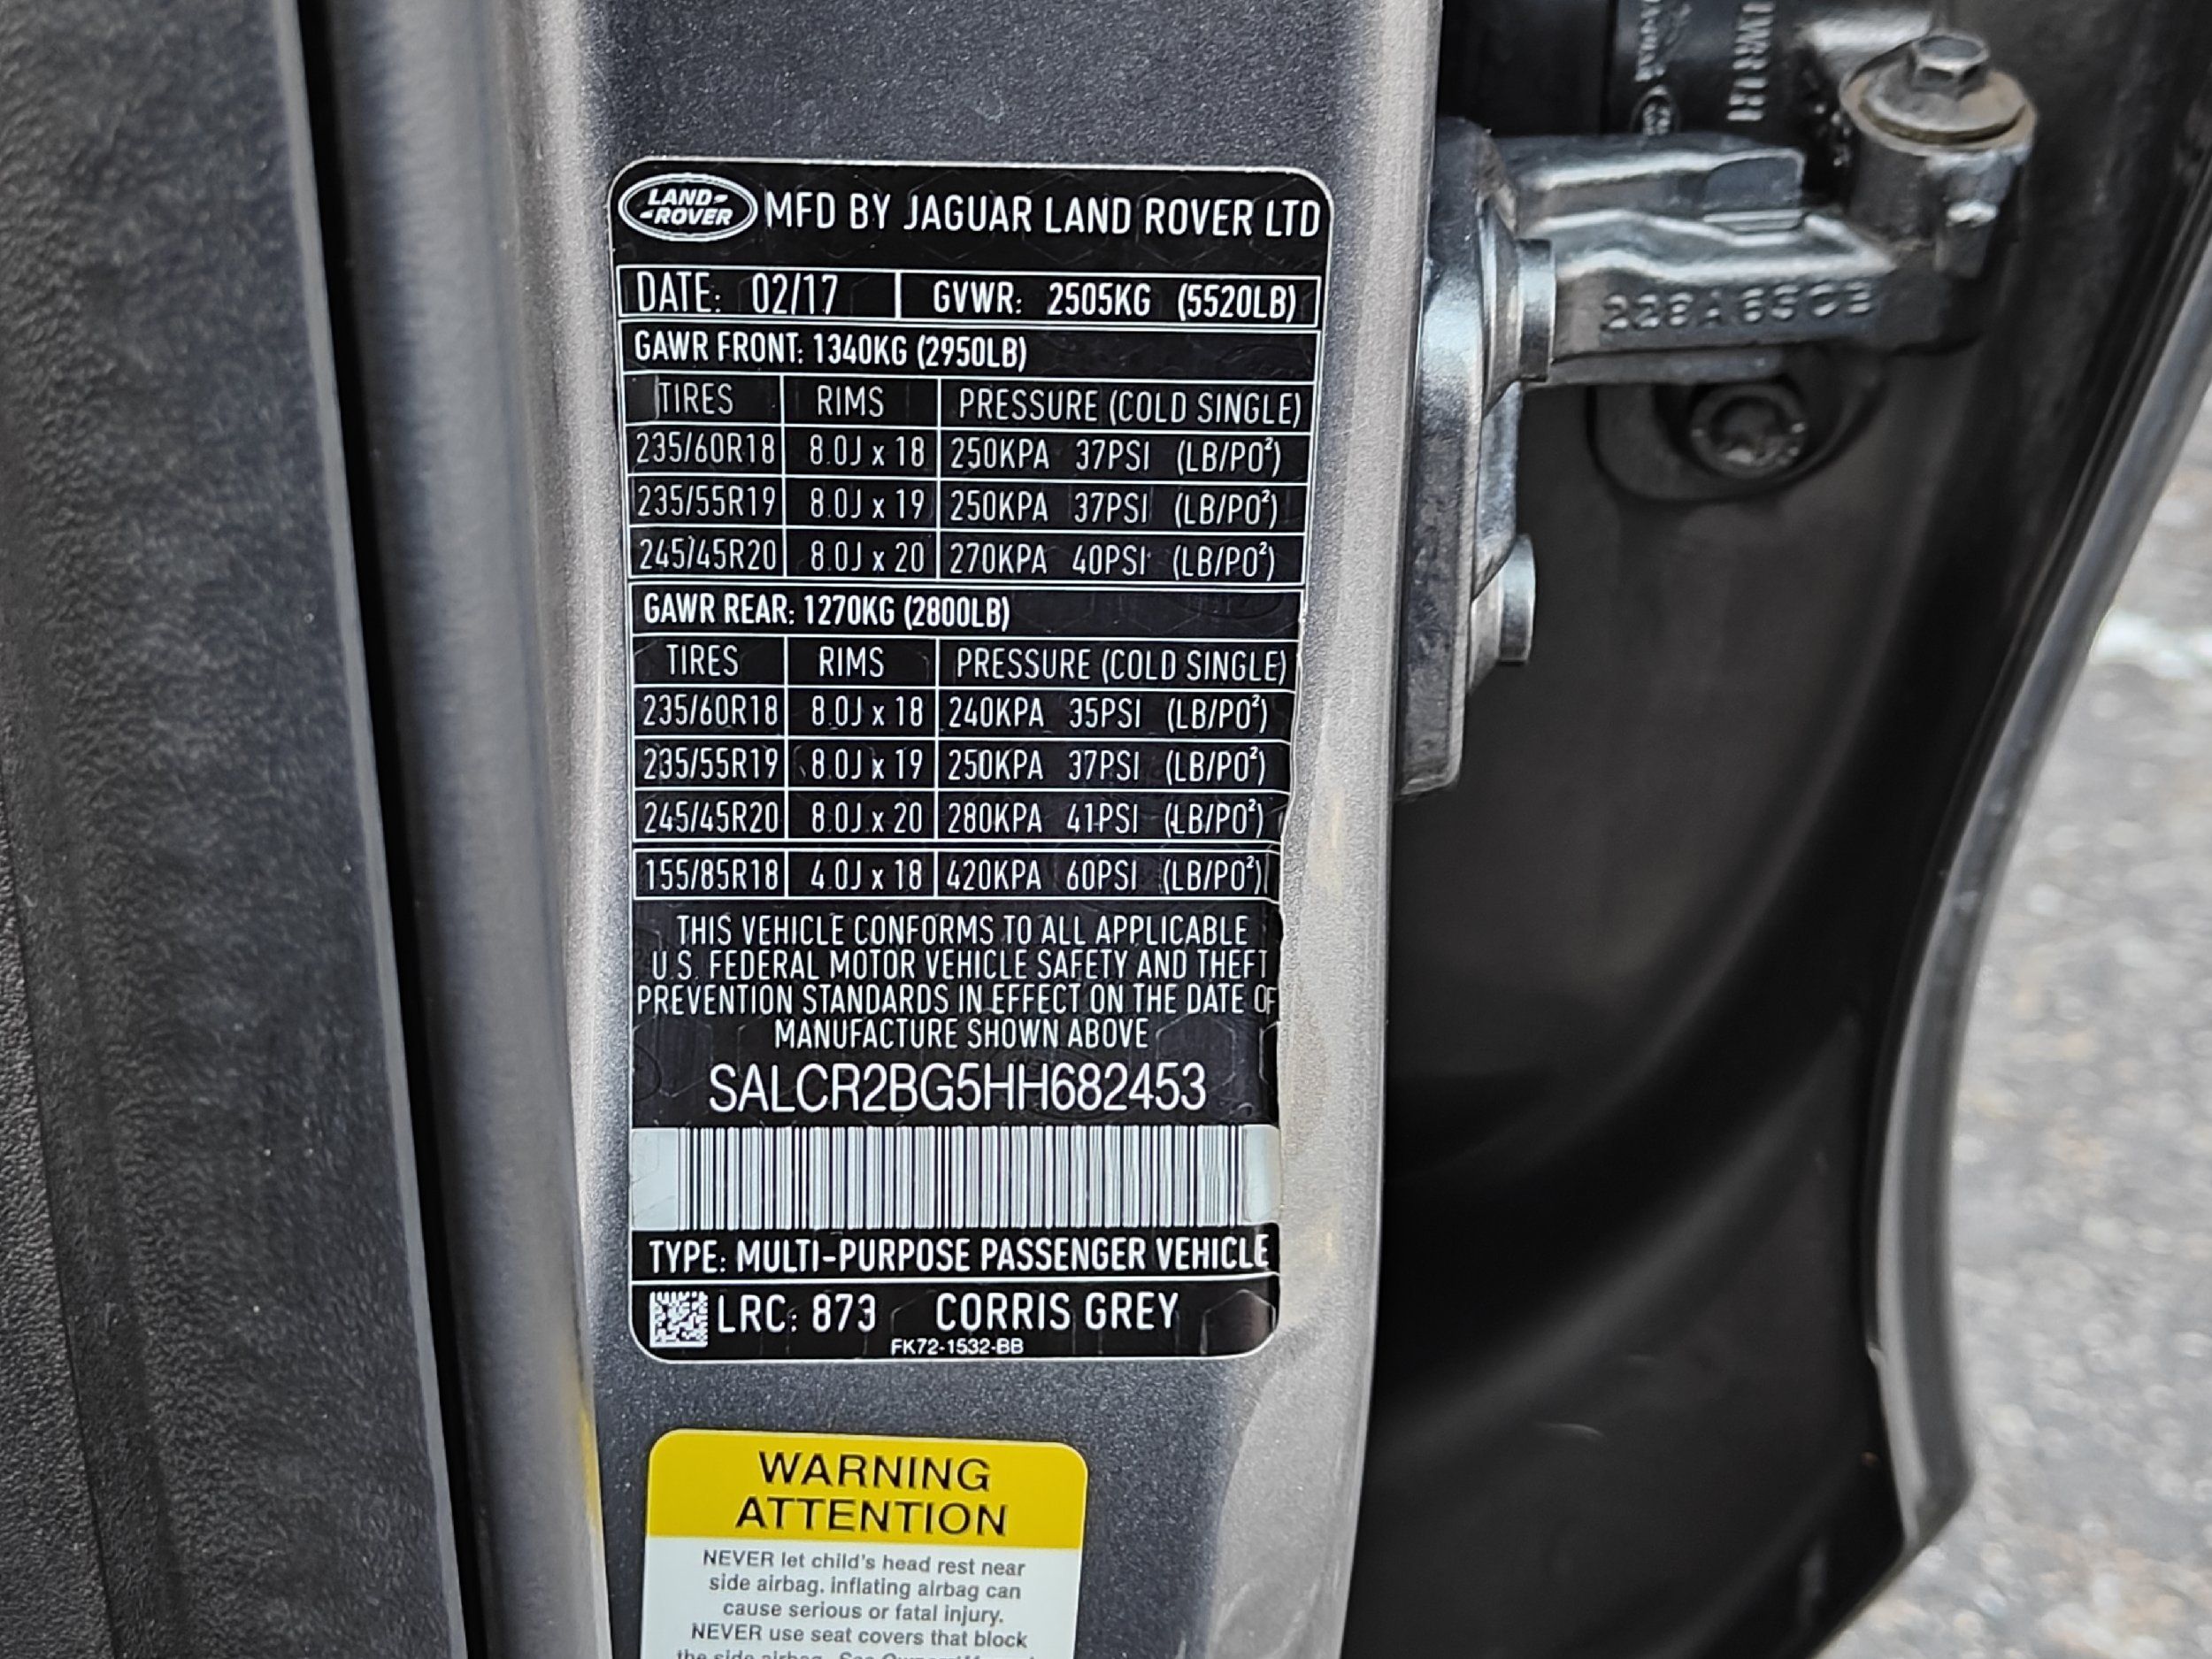 LAND ROVER MFD BY JAGUAR LAND ROVER LTD
DATE: 02/17 GVWR: 2505KG (5520LB)
GAWR FRONT: 1340KG (2950LB)
TIRES RIMS PRESSURE (COLD SINGLE)
235/60R18 8.0J x 18 250KPA 37PSI (LB/PO²)
235/55R19 8.0J x 19 250KPA 37PSI (LB/PO²)
245/45R20 8.0J x 20 270KPA 40PSI (LB/PO²)
GAWR REAR: 1270KG (2800LB)
TIRES RIMS PRESSURE (COLD SINGLE)
235/60R18 8.0J x 18 240KPA 35PSI (LB/PO²)
235/55R19 8.0J x 19 250KPA 37PSI (LB/PO²)
245/45R20 8.0J x 20 280KPA 41PSI (LB/PO²)
155/85R18 4.0J x 18 420KPA 60PSI (LB/PO²)
THIS VEHICLE CONFORMS TO ALL APPLICABLE
U.S. FEDERAL MOTOR VEHICLE SAFETY AND THEFT
PREVENTION STANDARDS IN EFFECT ON THE DATE OF
MANUFACTURE SHOWN ABOVE
SALCR2BG5HH682453
TYPE: MULTI-PURPOSE PASSENGER VEHICLE
LRC: 873 CORRIS GREY
FK72-1532-BB
WARNING
ATTENTION
NEVER let child's head rest near
side airbag, inflating airbag can
cause serious or fatal injury.
NEVER use seat covers that block
the side airbag. See